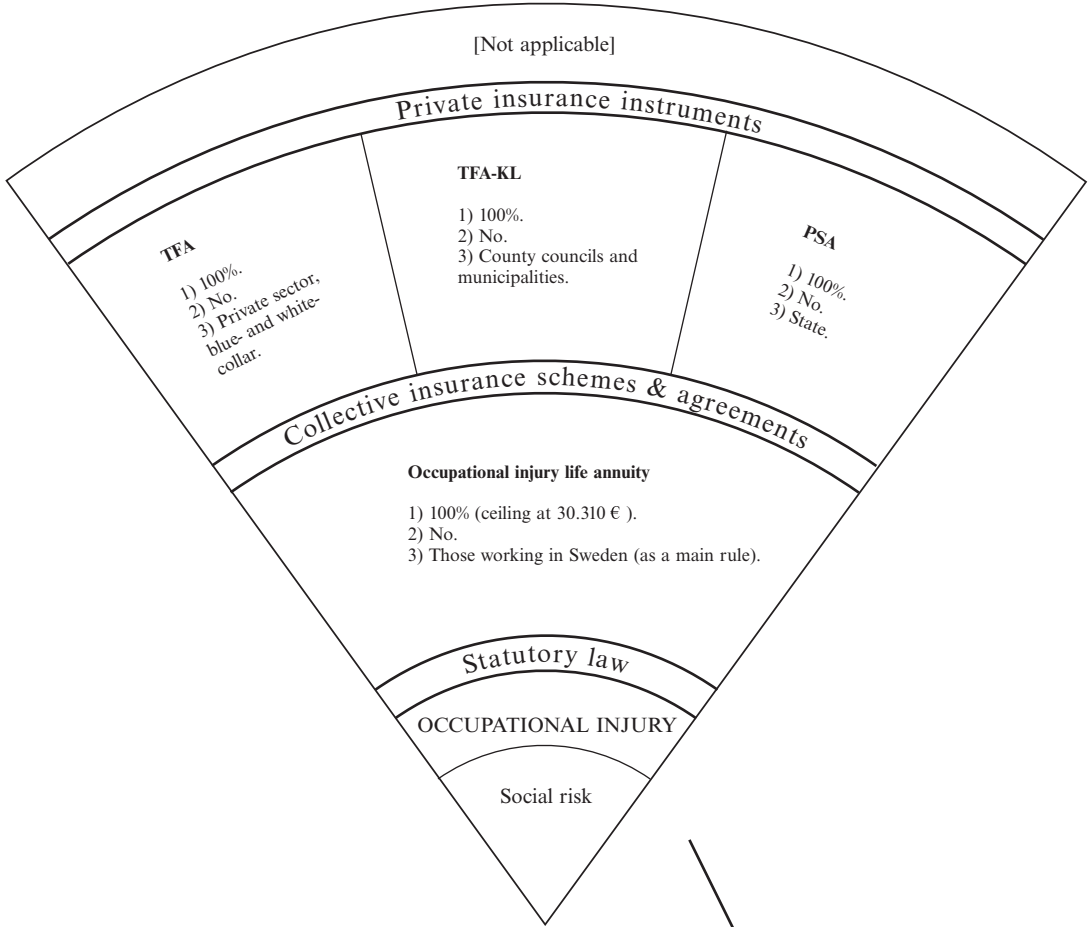 [Not applicable]
Private insurance instruments
TFA
1) 100%.
2) No.
3) Private sector,
blue- and white-
collar.
TFA-KL
1) 100%.
2) No.
3) County councils and
municipalities.
PSA
1) 100%.
2) No.
3) State.
Collective insurance schemes & agreements
Occupational injury life annuity
1) 100% (ceiling at 30.310 € ).
2) No.
3) Those working in Sweden (as a main rule).
Statutory law
OCCUPATIONAL INJURY
Social risk